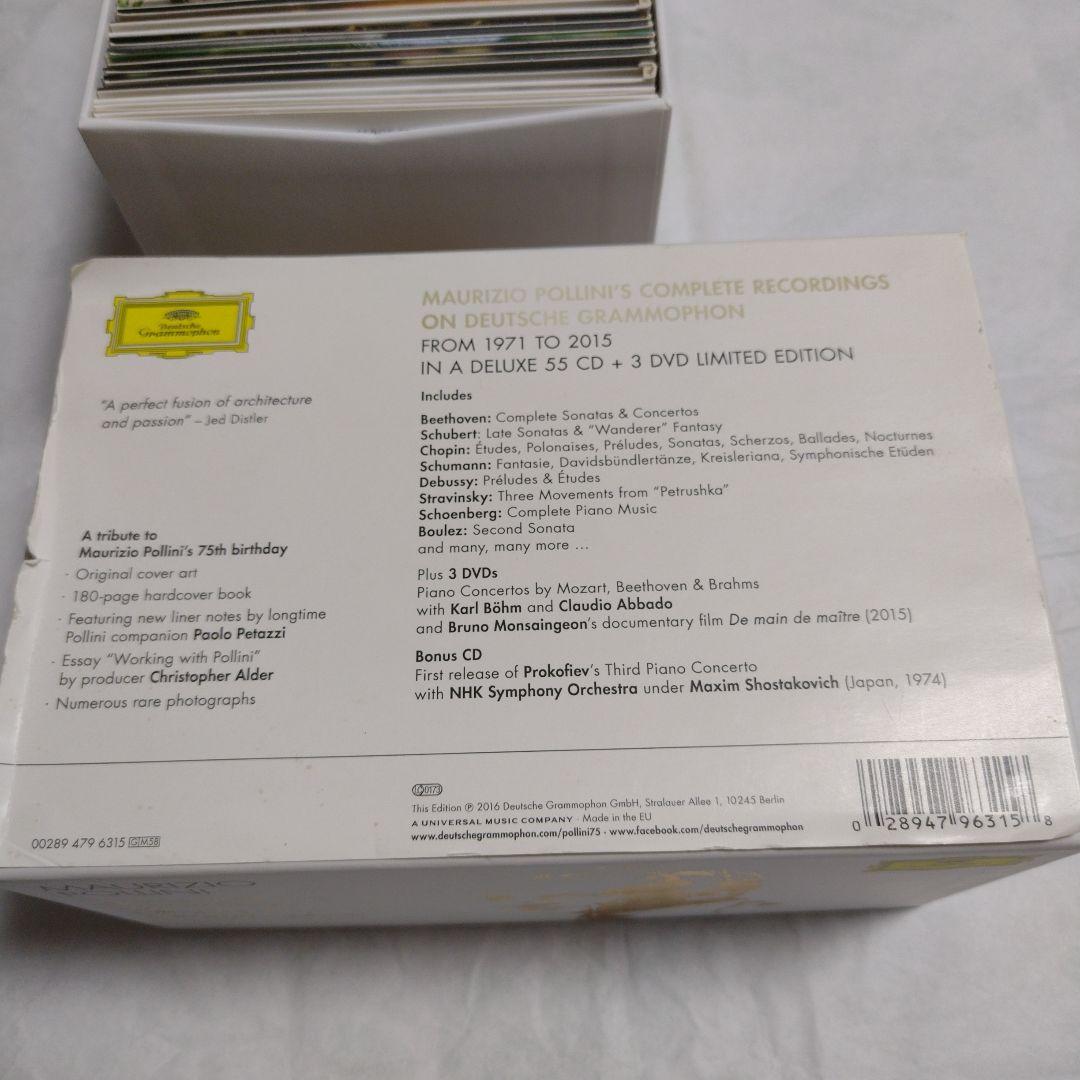 Deutsche
Grammophon
"A perfect fusion of architecture
and passion" – Jed Distler
A tribute to
Maurizio Pollini's 75th birthday
· Original cover art
· 180-page hardcover book
· Featuring new liner notes by longtime
Pollini companion Paolo Petazzi
· Essay "Working with Pollini"
by producer Christopher Alder
· Numerous rare photographs
MAURIZIO POLLINI'S COMPLETE RECORDINGS
ON DEUTSCHE GRAMMOPHON
FROM 1971 TO 2015
IN A DELUXE 55 CD + 3 DVD LIMITED EDITION
Includes
Beethoven: Complete Sonatas & Concertos
Schubert: Late Sonatas & "Wanderer" Fantasy
Chopin: Études, Polonaises, Préludes, Sonatas, Scherzos, Ballades, Nocturnes
Schumann: Fantasie, Davidsbündlertänze, Kreisleriana, Symphonische Etüden
Debussy: Préludes & Études
Stravinsky: Three Movements from "Petrushka"
Schoenberg: Complete Piano Music
Boulez: Second Sonata
and many, many more ...
Plus 3 DVDs
Piano Concertos by Mozart, Beethoven & Brahms
with Karl Böhm and Claudio Abbado
and Bruno Monsaingeon's documentary film De main de maître (2015)
Bonus CD
First release of Prokofiev's Third Piano Concerto
with NHK Symphony Orchestra under Maxim Shostakovich (Japan, 1974)
LC 0173
This Edition ℗ 2016 Deutsche Grammophon GmbH, Stralauer Allee 1, 10245 Berlin
A UNIVERSAL MUSIC COMPANY · Made in the EU
www.deutschegrammophon.com/pollini75 · www.facebook.com/deutschegrammophon
00289 479 6315 GM58
0 28947 96315 8
MAURIZIO
POLLINI